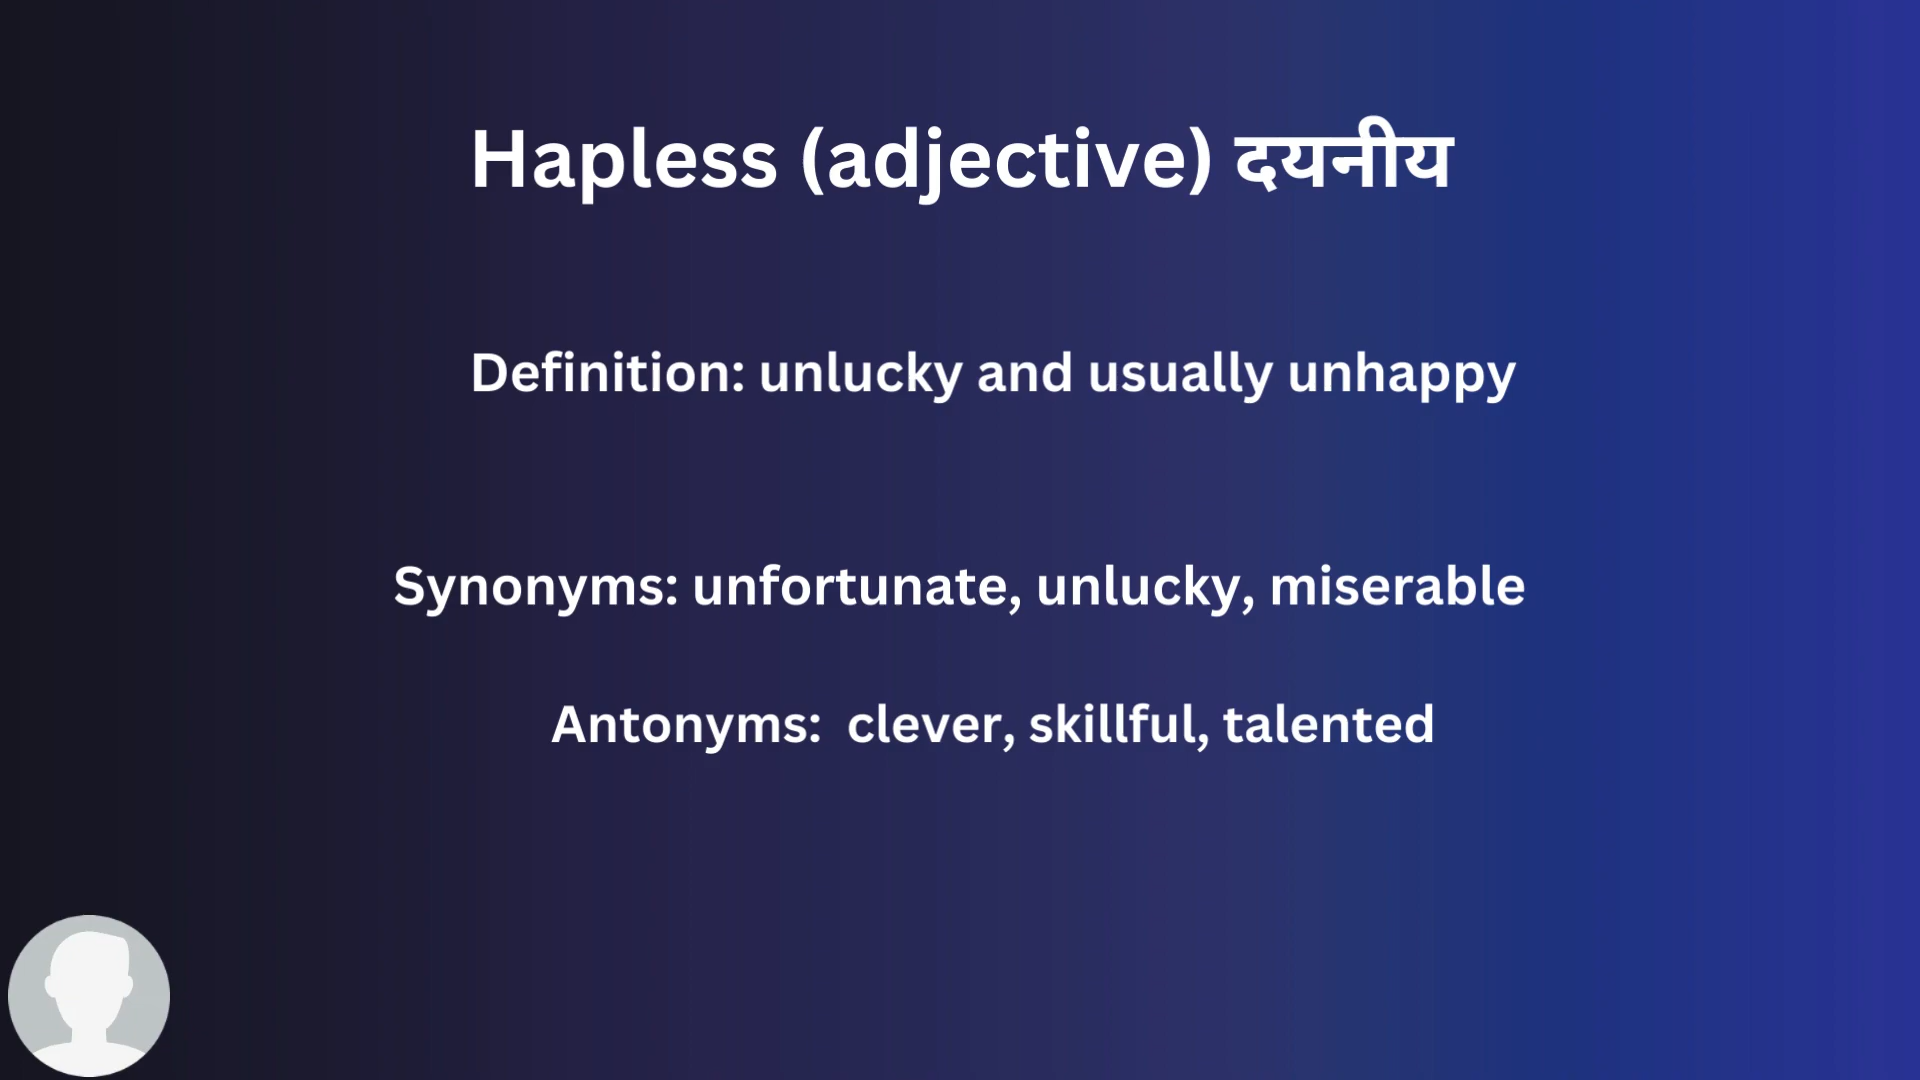 Hapless (adjective) दयनीय
Definition: unlucky and usually unhappy
Synonyms: unfortunate, unlucky, miserable
Antonyms:  clever, skillful, talented